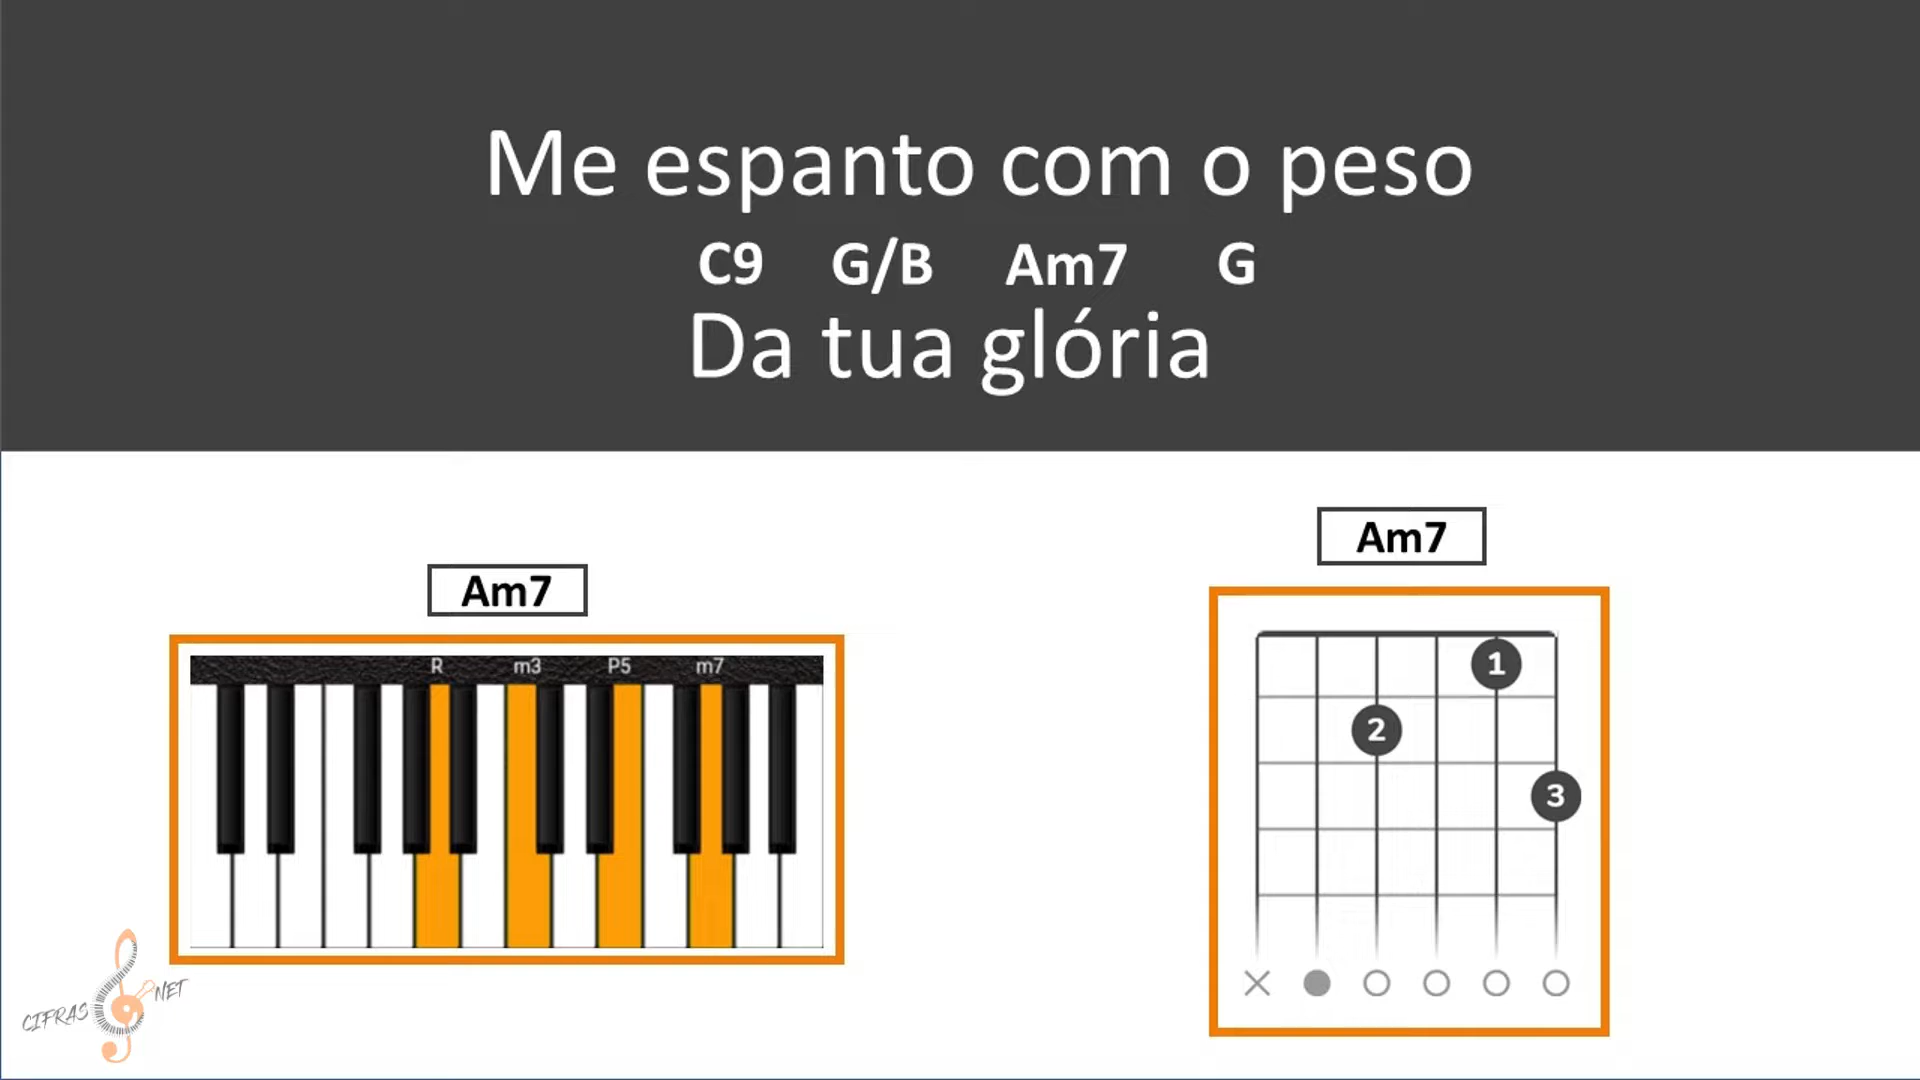 Me espanto com o peso
C9 G/B Am7 G
Da tua glória
Am7
Am7
R m3 P5 m7
1
2
3
CIFRAS NET